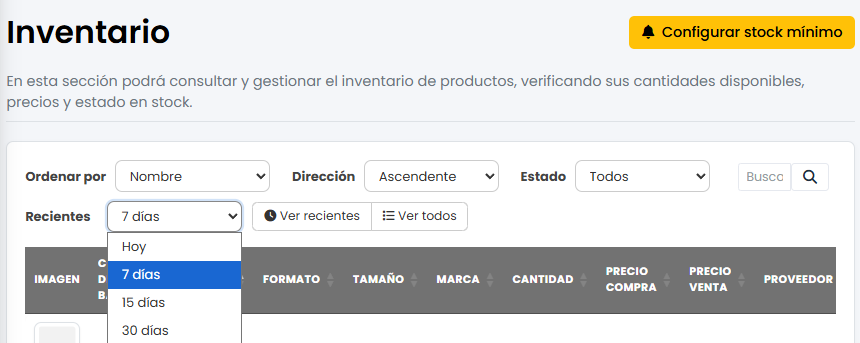 Inventario
Configurar stock mínimo
En esta sección podrá consultar y gestionar el inventario de productos, verificando sus cantidades disponibles,
precios y estado en stock.
Ordenar por Nombre Dirección Ascendente Estado Todos Busca
Recientes 7 días Ver recientes Ver todos
Hoy
7 días
15 días
30 días
IMAGEN FORMATO TAMAÑO MARCA CANTIDAD PRECIO COMPRA PRECIO VENTA PROVEEDOR